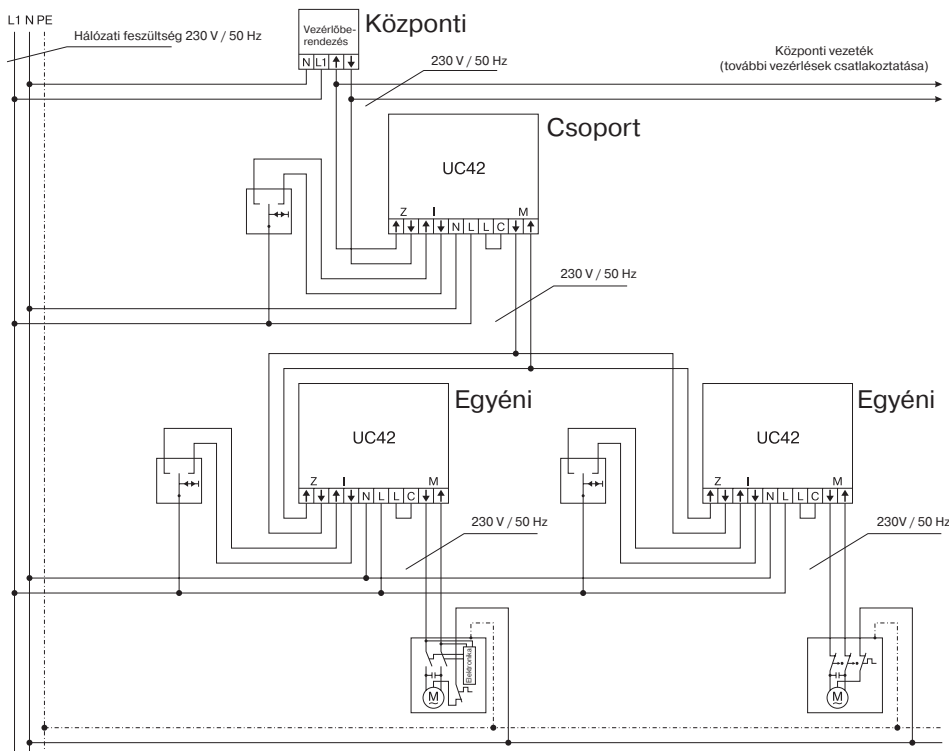 L1 N PE
Hálózati feszültség 230 V / 50 Hz
Vezérlőbe-
rendezés
N L1
Központi
230 V / 50 Hz
Központi vezeték
(további vezérlések csatlakoztatása)
Csoport
UC42
Z I M
N L L C
230 V / 50 Hz
Egyéni
UC42
Z I M
N L L C
230 V / 50 Hz
Egyéni
UC42
Z I M
N L L C
230V / 50 Hz
Elektronika
M
~
M
~